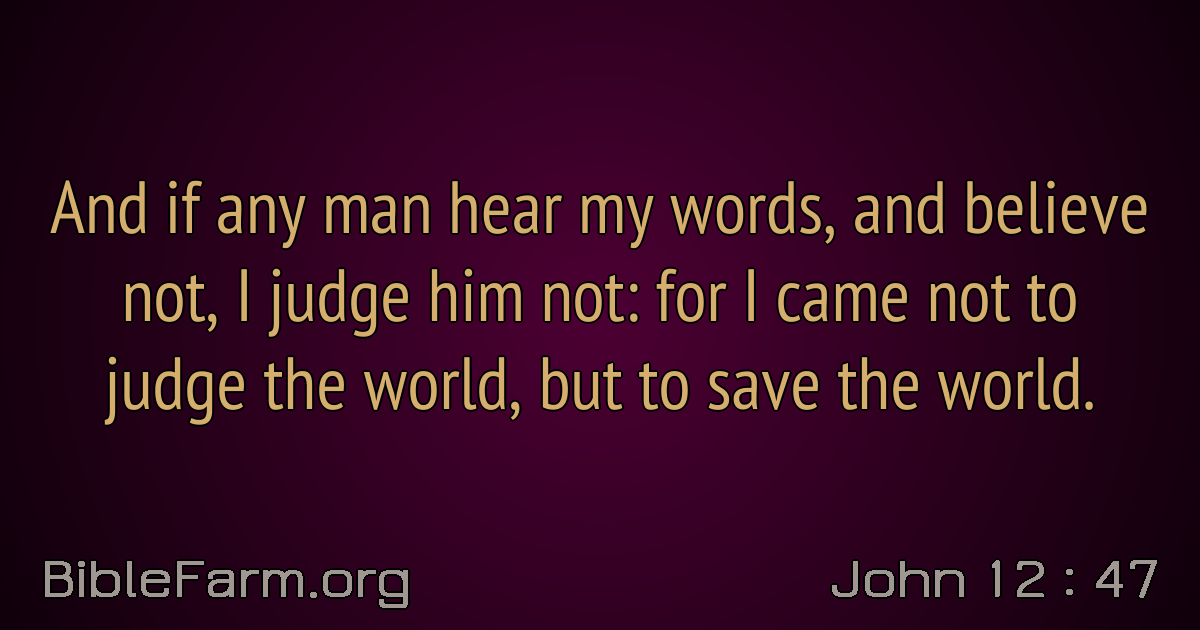 And if any man hear my words, and believe
not, I judge him not: for I came not to
judge the world, but to save the world.
BibleFarm.org
John 12 : 47